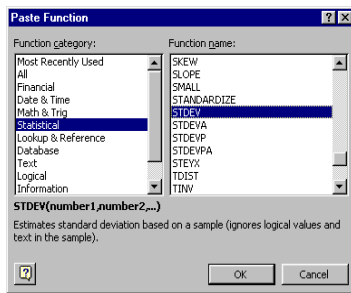 Paste Function
? X
Function category:
Most Recently Used
All
Financial
Date & Time
Math & Trig
Statistical
Lookup & Reference
Database
Text
Logical
Information
Function name:
SKEW
SLOPE
SMALL
STANDARDIZE
STDEV
STDEVA
STDEVP
STDEVPA
STEYX
TDIST
TINV
STDEV(number1,number2,...)
Estimates standard deviation based on a sample (ignores logical values and
text in the sample).
?
OK
Cancel